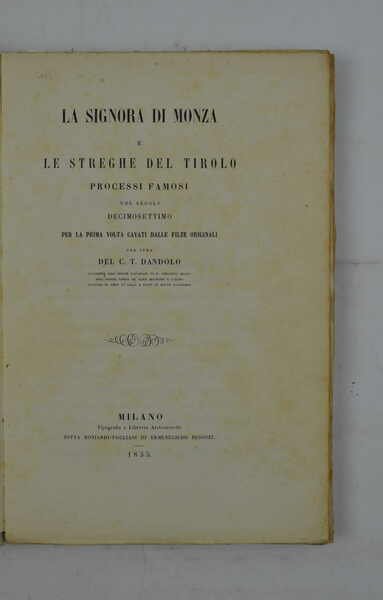 LA SIGNORA DI MONZA
E
LE STREGHE DEL TIROLO
PROCESSI FAMOSI
DEL SECOLO
DECIMOSETTIMO
PER LA PRIMA VOLTA CAVATI DALLE FILZE ORIGINALI
PER CURA
DEL C. T. DANDOLO
MILANO
Tipografia e Libreria Arcivescovile
DITTA BONIARDI-POGLIANI DI ERMENEGILDO BESOZZI.
1855.